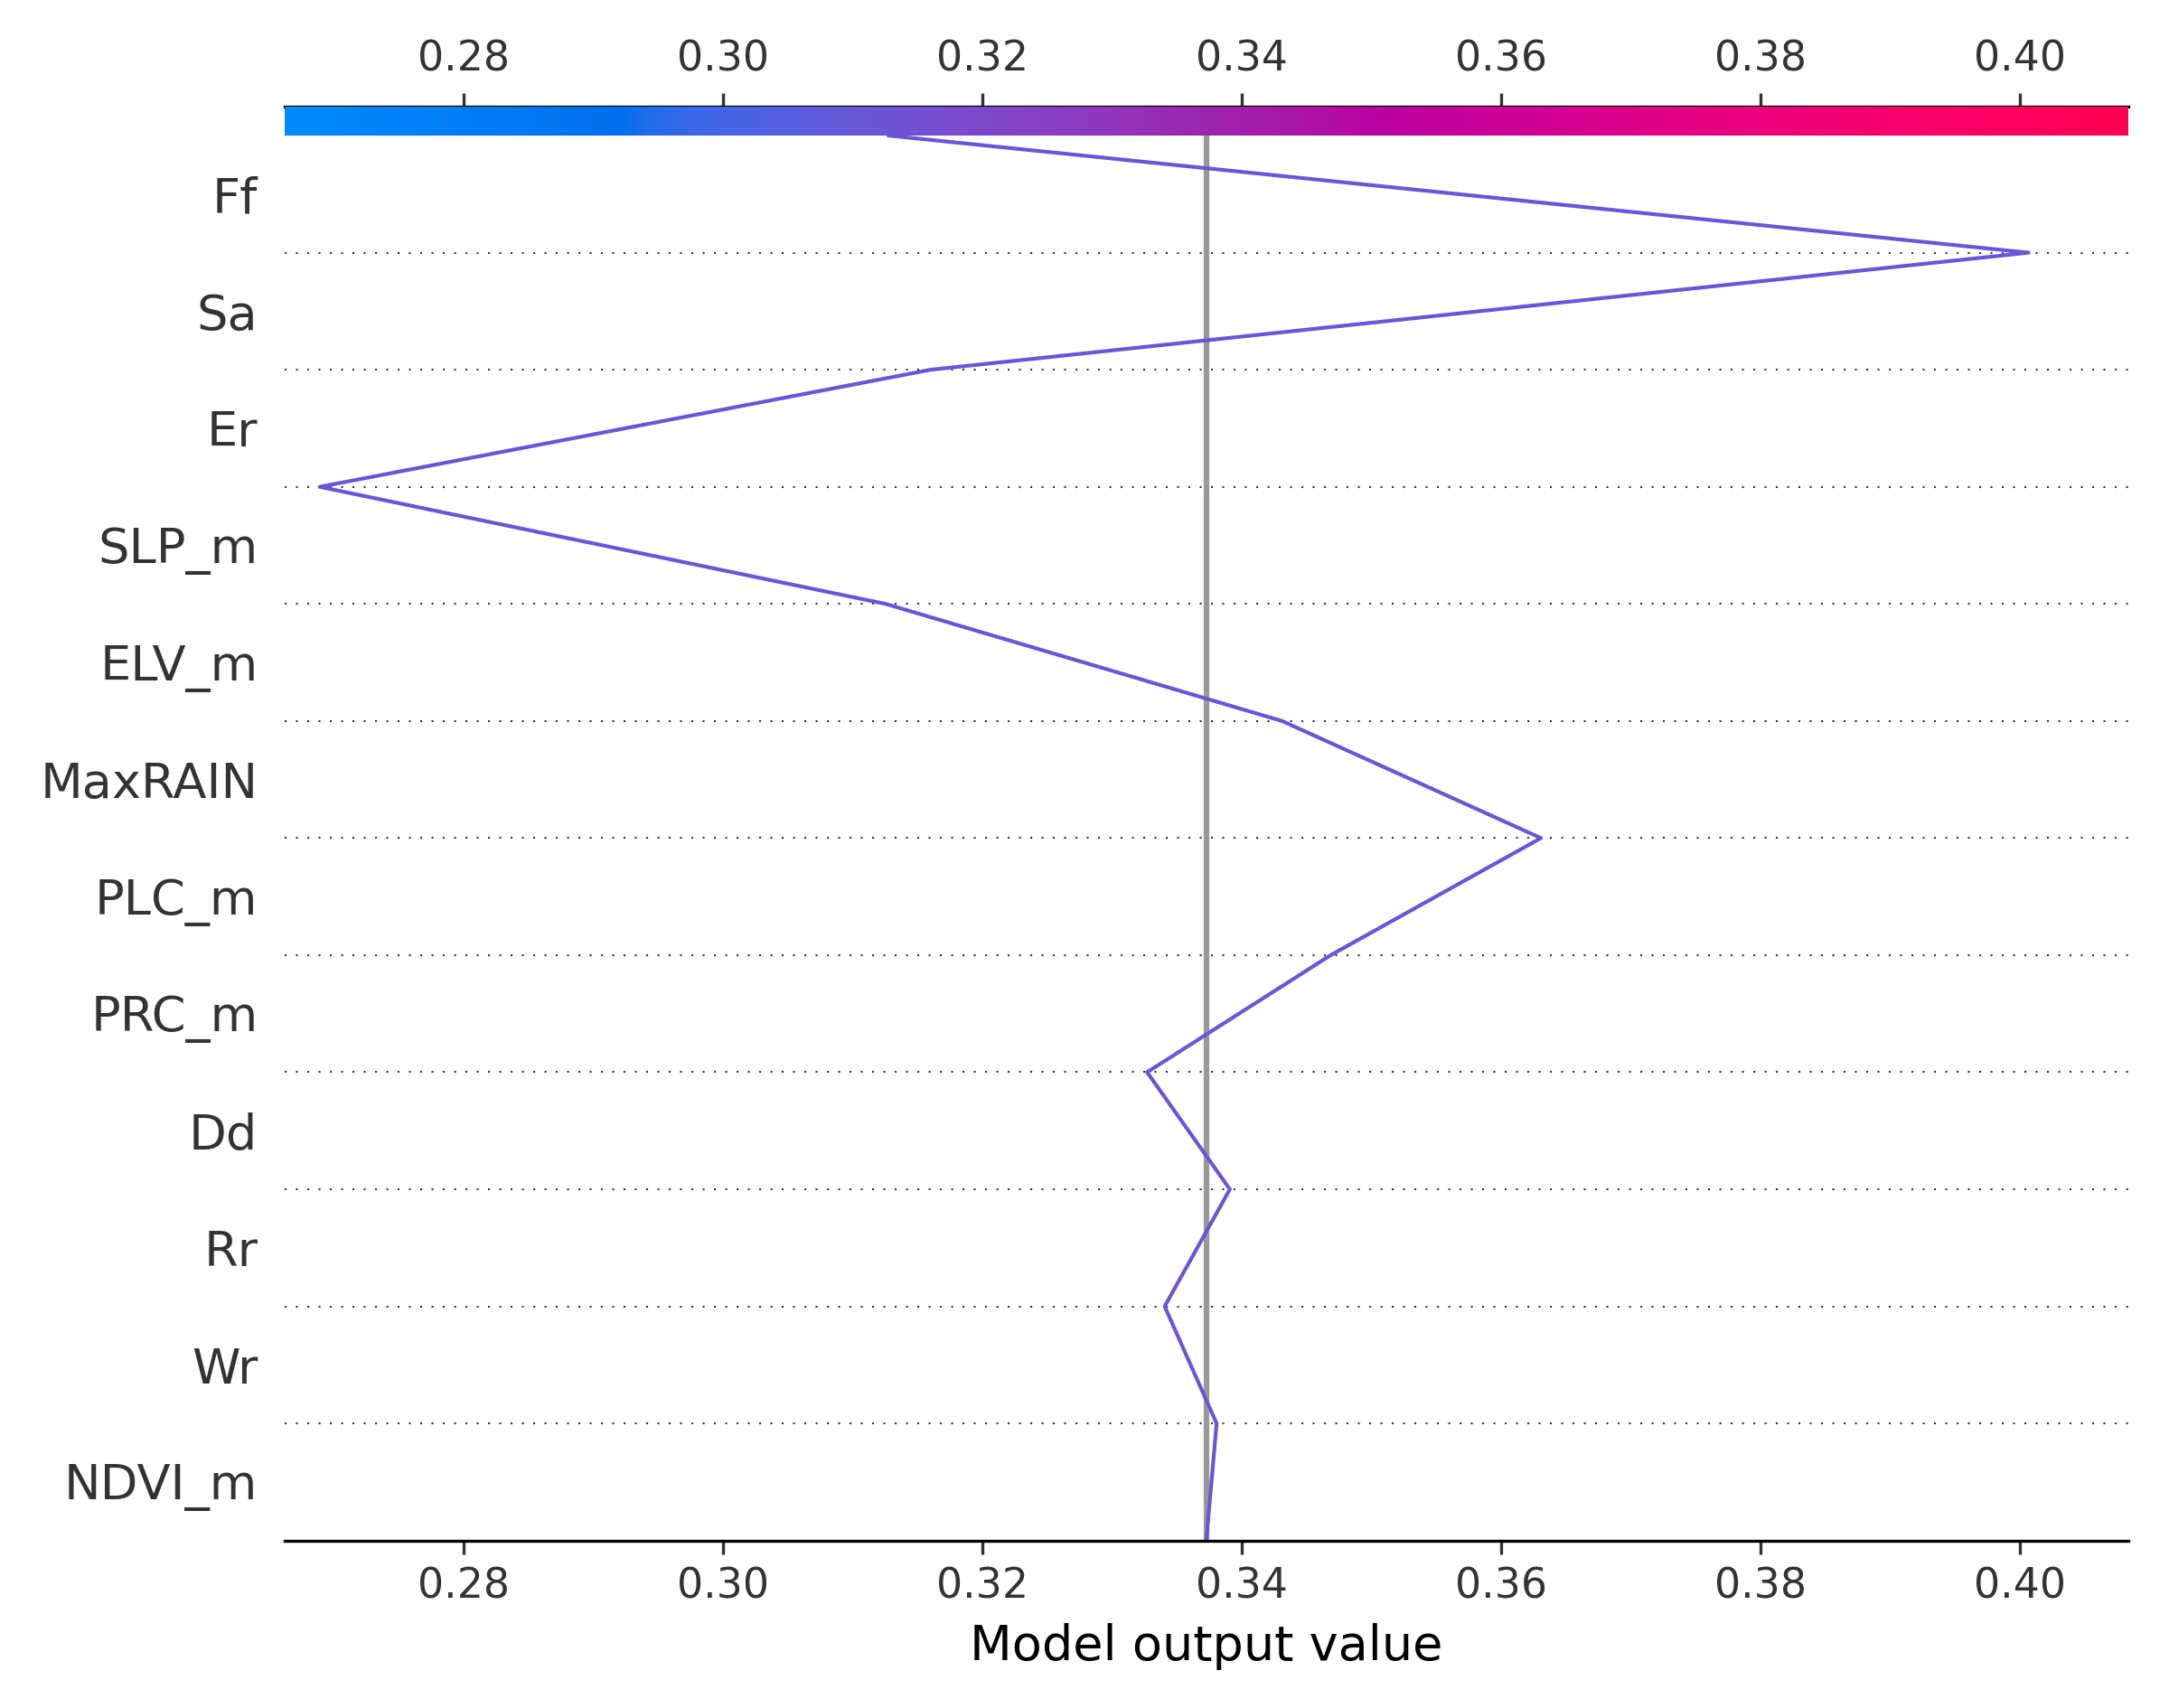 0.28 0.30 0.32 0.34 0.36 0.38 0.40
Ff
Sa
Er
SLP_m
ELV_m
MaxRAIN
PLC_m
PRC_m
Dd
Rr
Wr
NDVI_m
0.28 0.30 0.32 0.34 0.36 0.38 0.40
Model output value